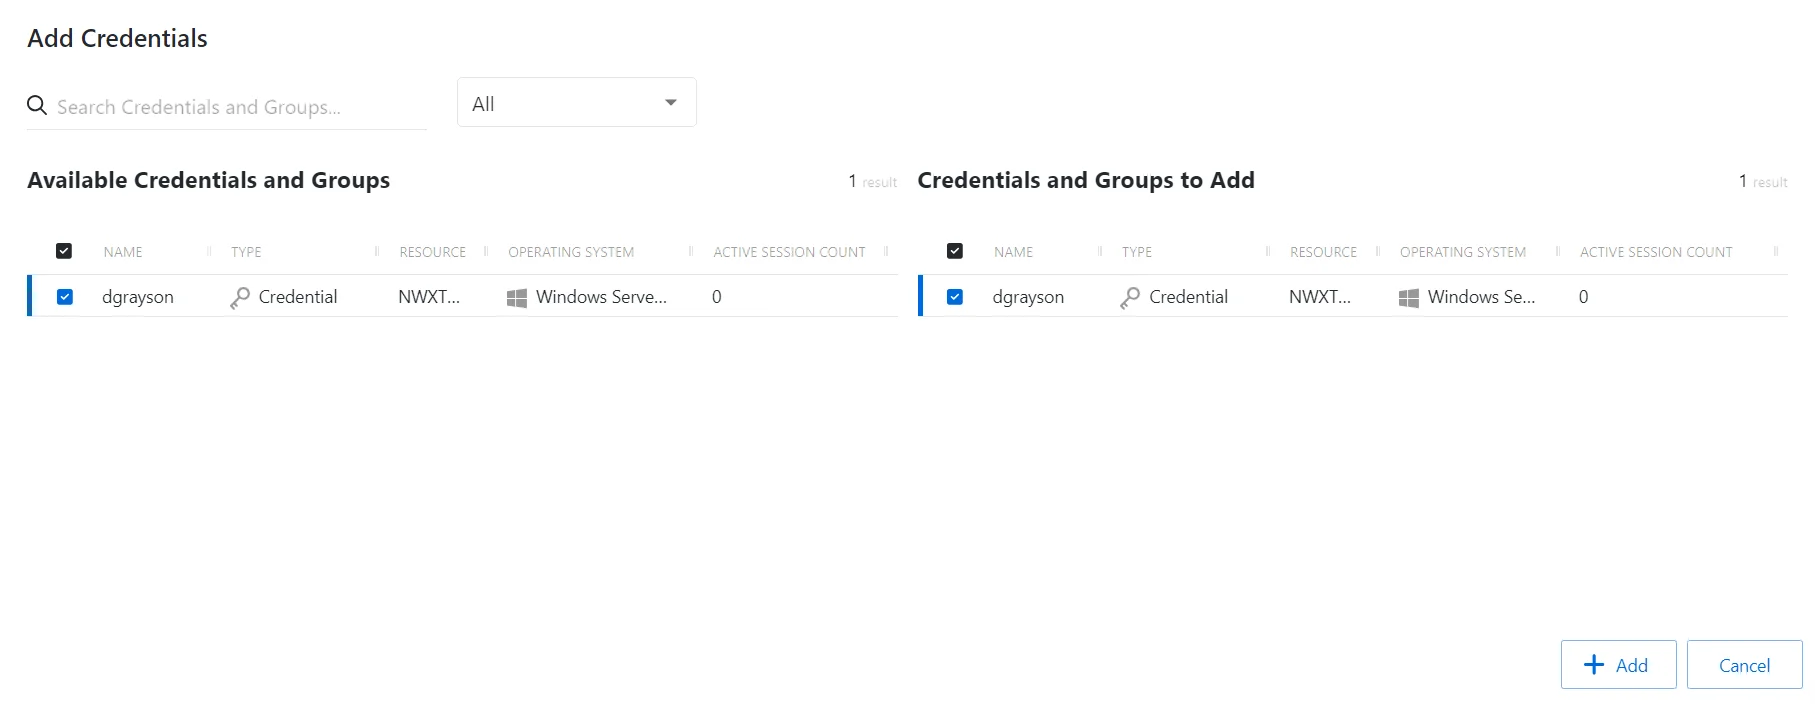 Add Credentials
Search Credentials and Groups...
All
Available Credentials and Groups
1 result
NAME TYPE RESOURCE OPERATING SYSTEM ACTIVE SESSION COUNT
dgrayson Credential NWXT... Windows Serve... 0
Credentials and Groups to Add
1 result
NAME TYPE RESOURCE OPERATING SYSTEM ACTIVE SESSION COUNT
dgrayson Credential NWXT... Windows Se... 0
Add
Cancel